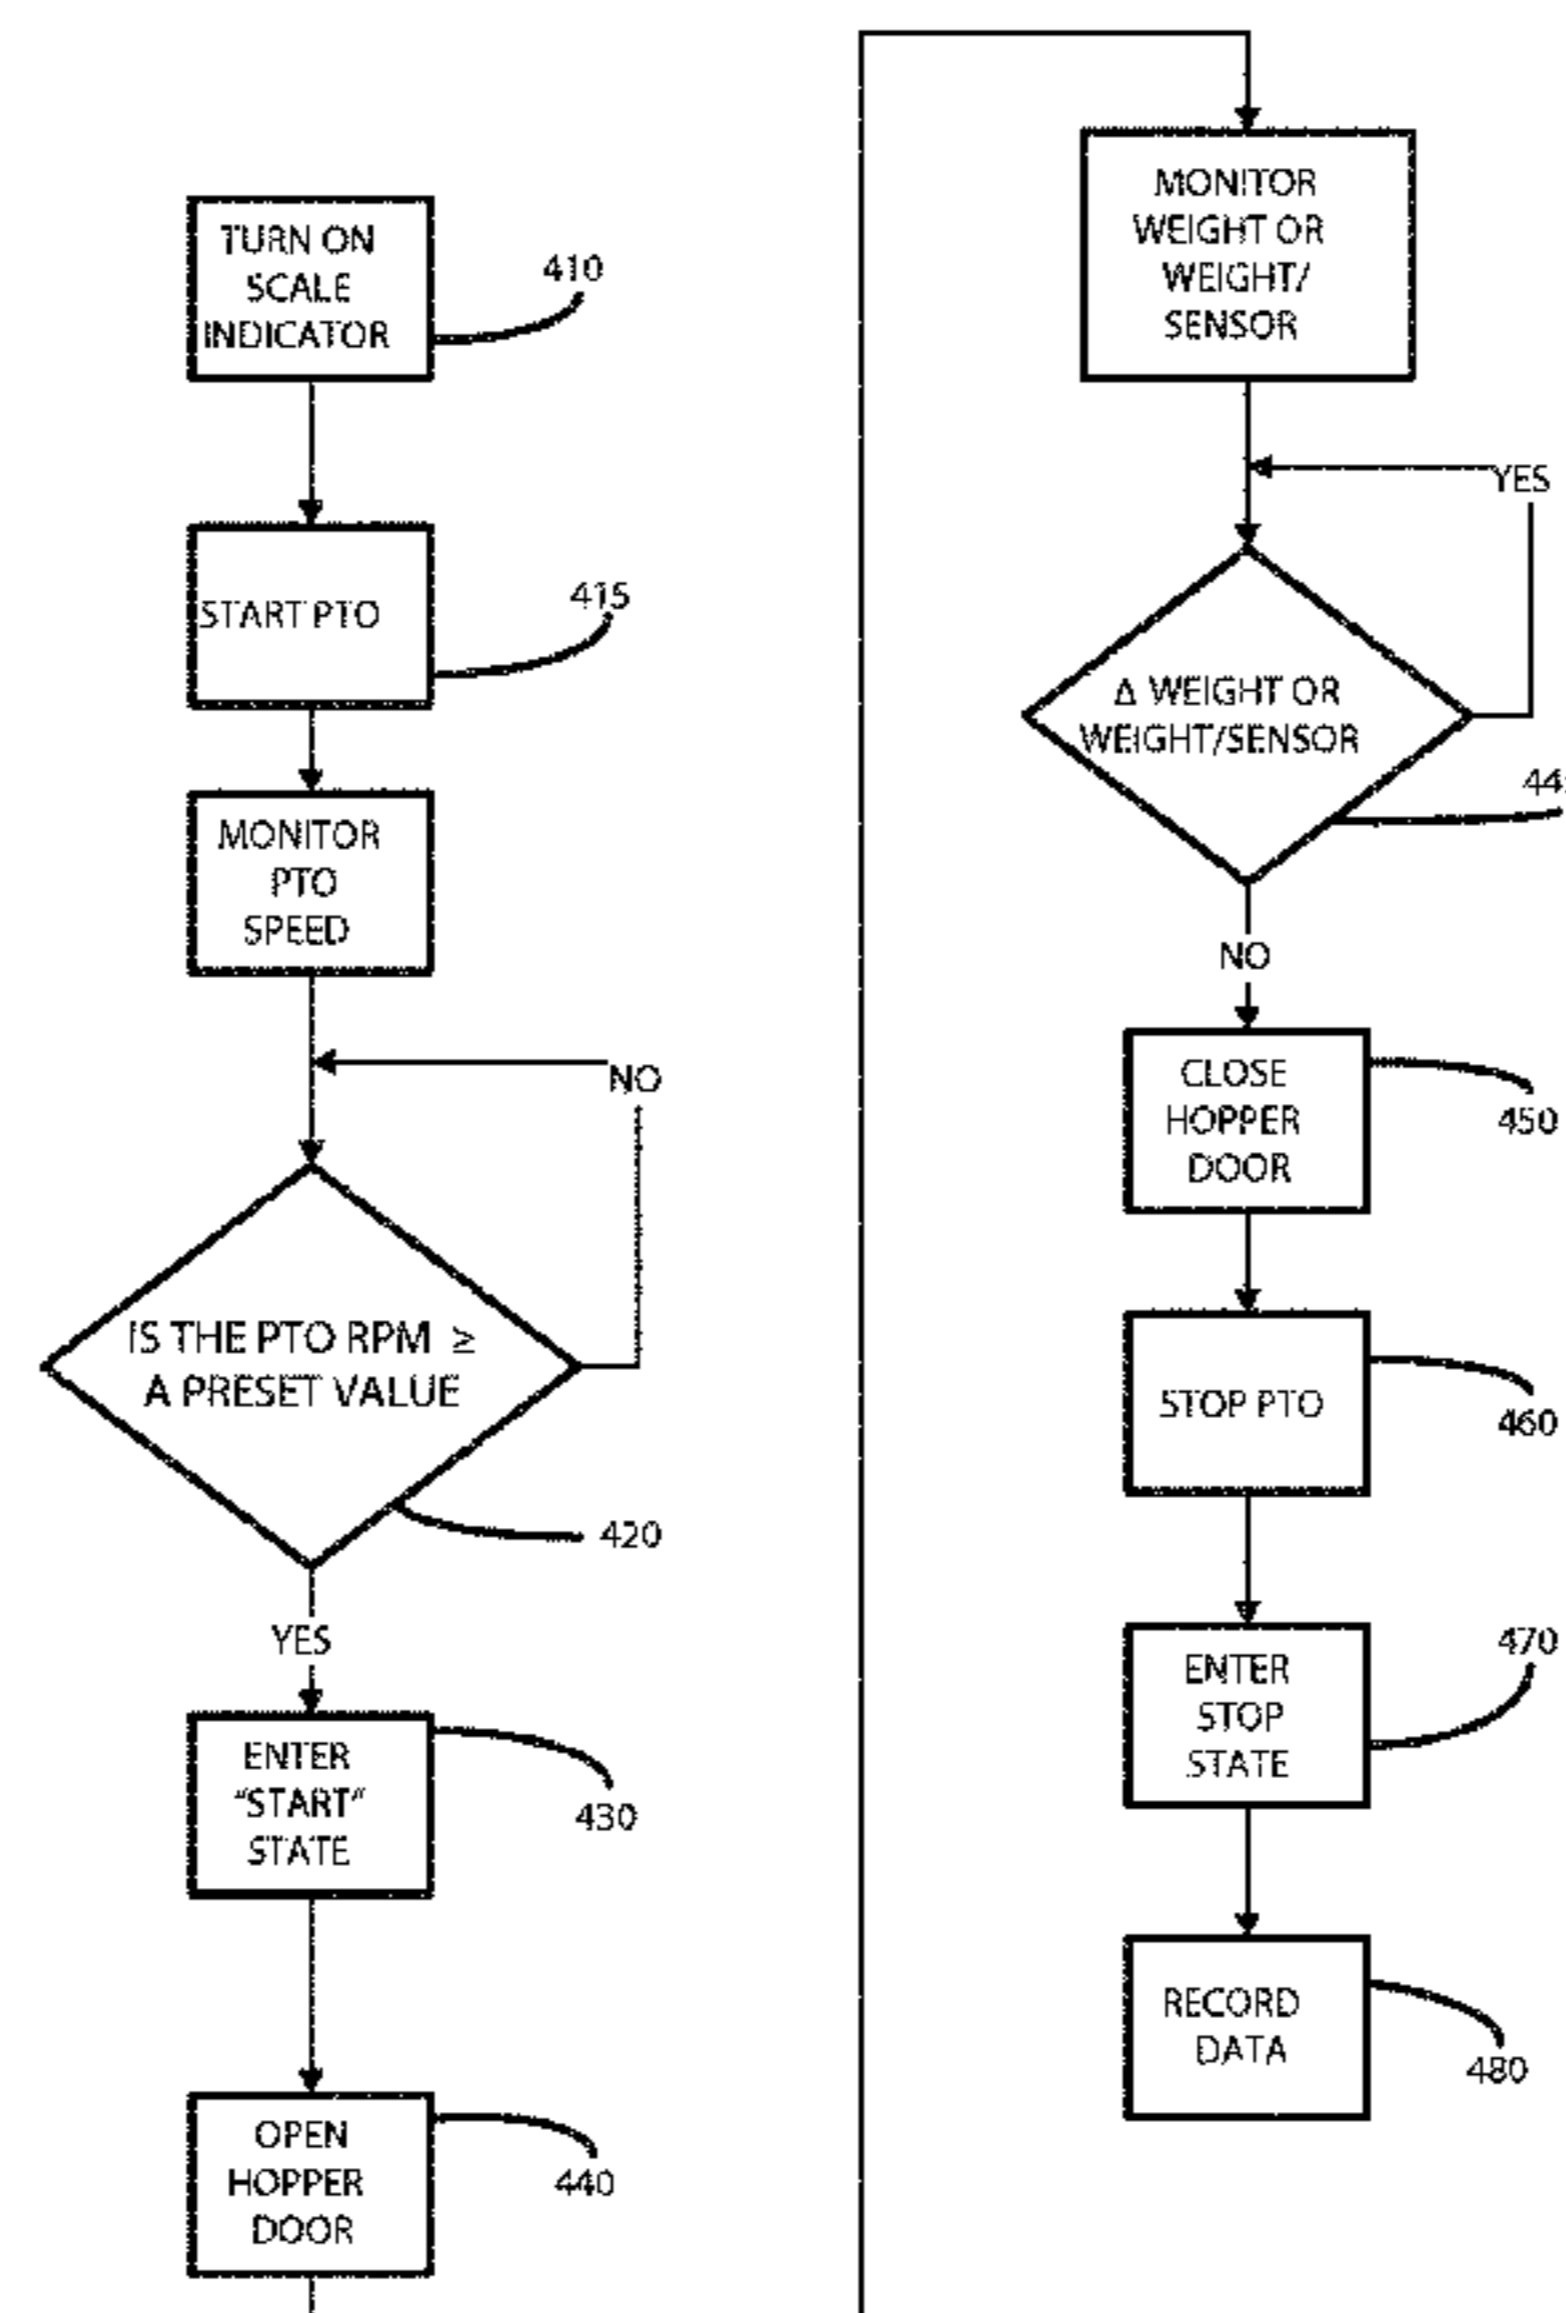 TURN ON
SCALE
INDICATOR
410
START PTO
415
MONITOR
PTO
SPEED
NO
IS THE PTO RPM ≥
A PRESET VALUE
420
YES
ENTER
"START"
STATE
430
OPEN
HOPPER
DOOR
440
MONITOR
WEIGHT OR
WEIGHT/
SENSOR
YES
Δ WEIGHT OR
WEIGHT/SENSOR
NO
CLOSE
HOPPER
DOOR
450
STOP PTO
460
ENTER
STOP
STATE
470
RECORD
DATA
480